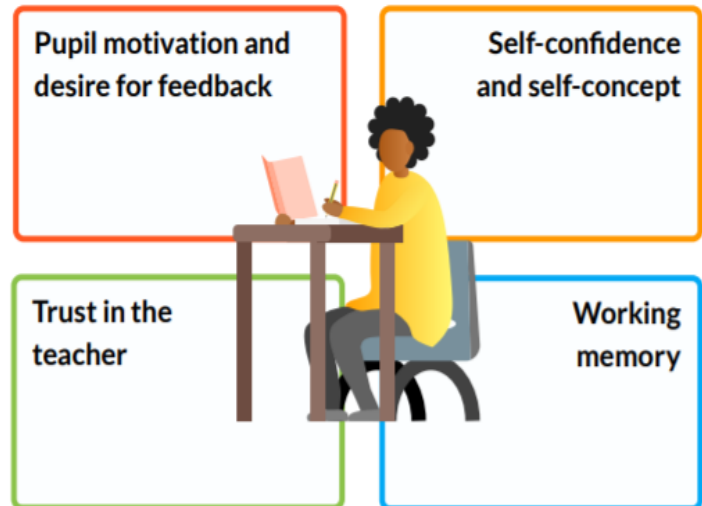 Pupil motivation and
desire for feedback
Self-confidence
and self-concept
Trust in the
teacher
Working
memory